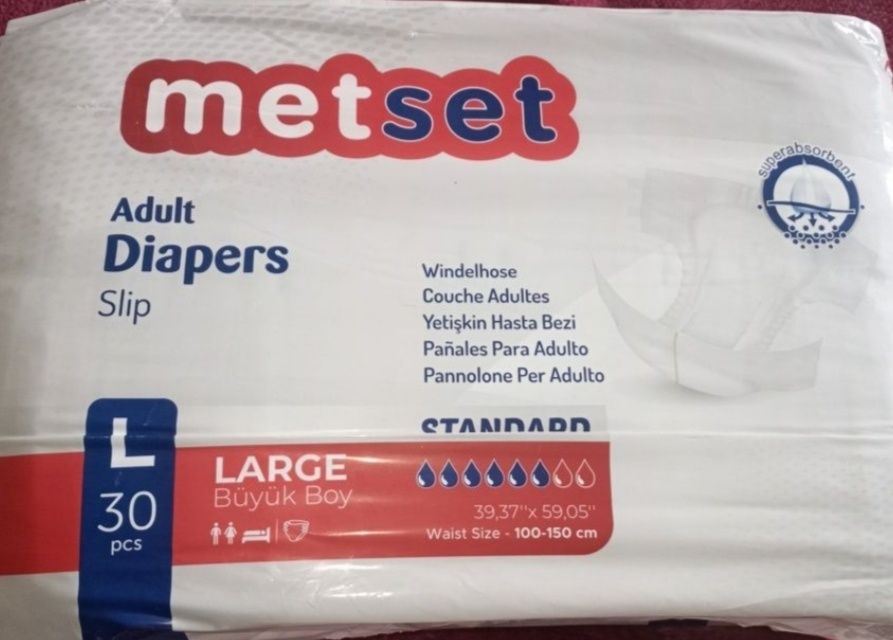 metset
superabsorbent
Adult
Diapers
Slip
Windelhose
Couche Adultes
Yetişkin Hasta Bezi
Pañales Para Adulto
Pannolone Per Adulto
STANDARD
L
30
pcs
LARGE
Büyük Boy
39,37''x 59,05''
Waist Size - 100-150 cm